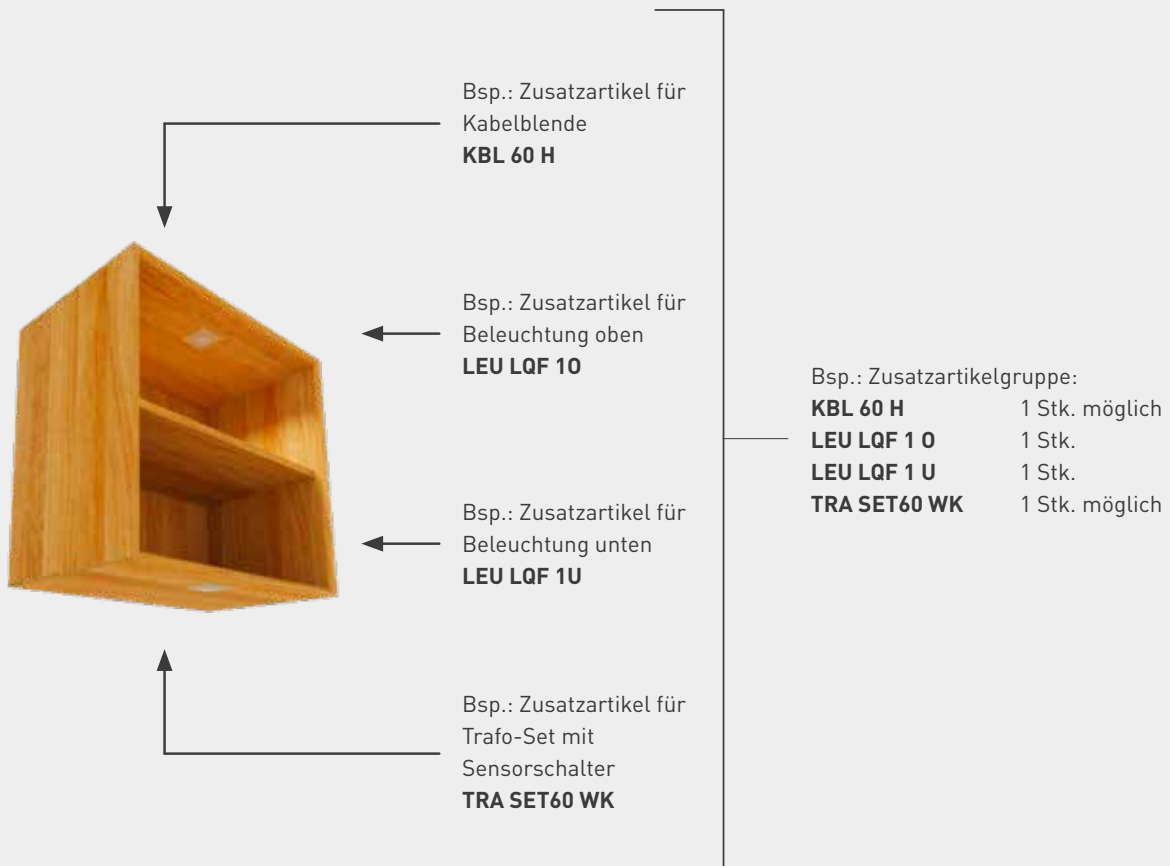 Bsp.: Zusatzartikel für
Kabelblende
KBL 60 H
Bsp.: Zusatzartikel für
Beleuchtung oben
LEU LQF 1O
Bsp.: Zusatzartikel für
Beleuchtung unten
LEU LQF 1U
Bsp.: Zusatzartikel für
Trafo-Set mit
Sensorschalter
TRA SET60 WK
Bsp.: Zusatzartikelgruppe:
KBL 60 H 1 Stk. möglich
LEU LQF 1 O 1 Stk.
LEU LQF 1 U 1 Stk.
TRA SET60 WK 1 Stk. möglich